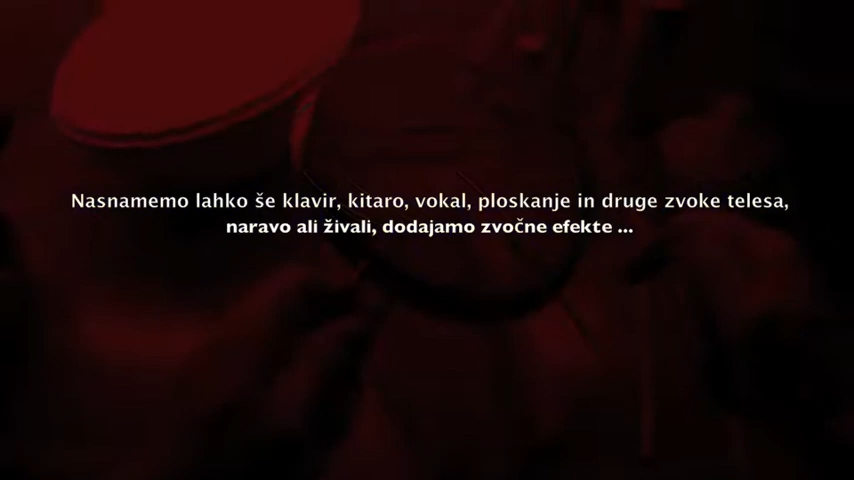 Nasnamemo lahko še klavir, kitaro, vokal, ploskanje in druge zvoke telesa,
naravo ali živali, dodajamo zvočne efekte ...